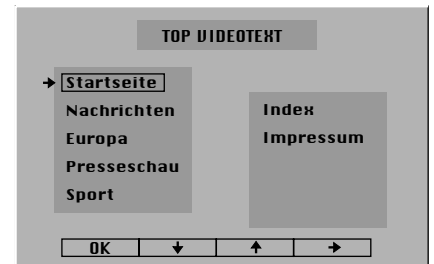 TOP VIDEOTEXT
Startseite
Nachrichten
Europa
Presseschau
Sport
Index
Impressum
OK